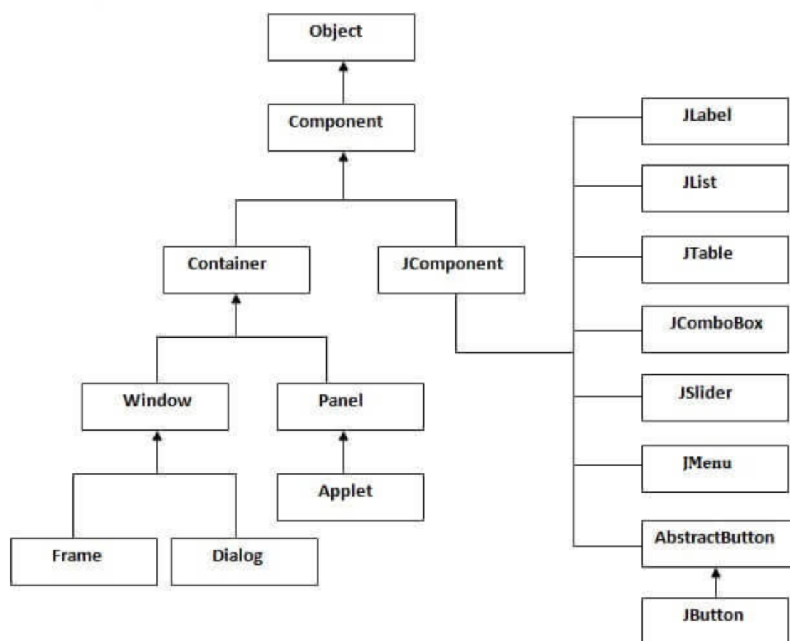 Object
Component
JLabel
JList
Container
JComponent
JTable
JComboBox
Window
Panel
JSlider
JMenu
Applet
Frame
Dialog
AbstractButton
JButton